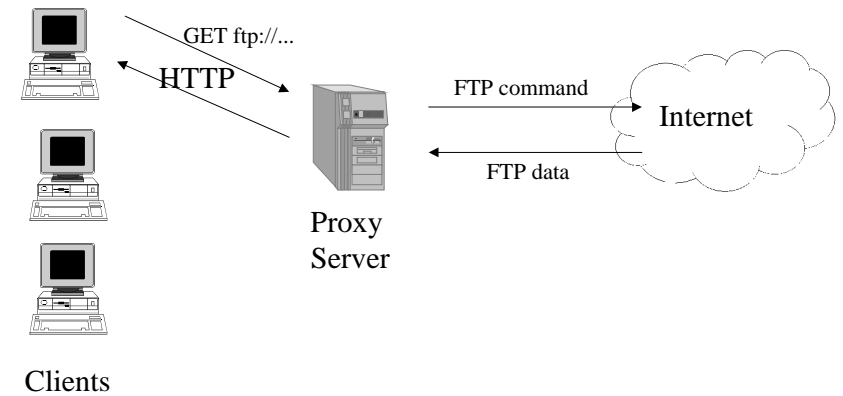 GET ftp://...
HTTP
FTP command
Internet
FTP data
Proxy
Server
Clients